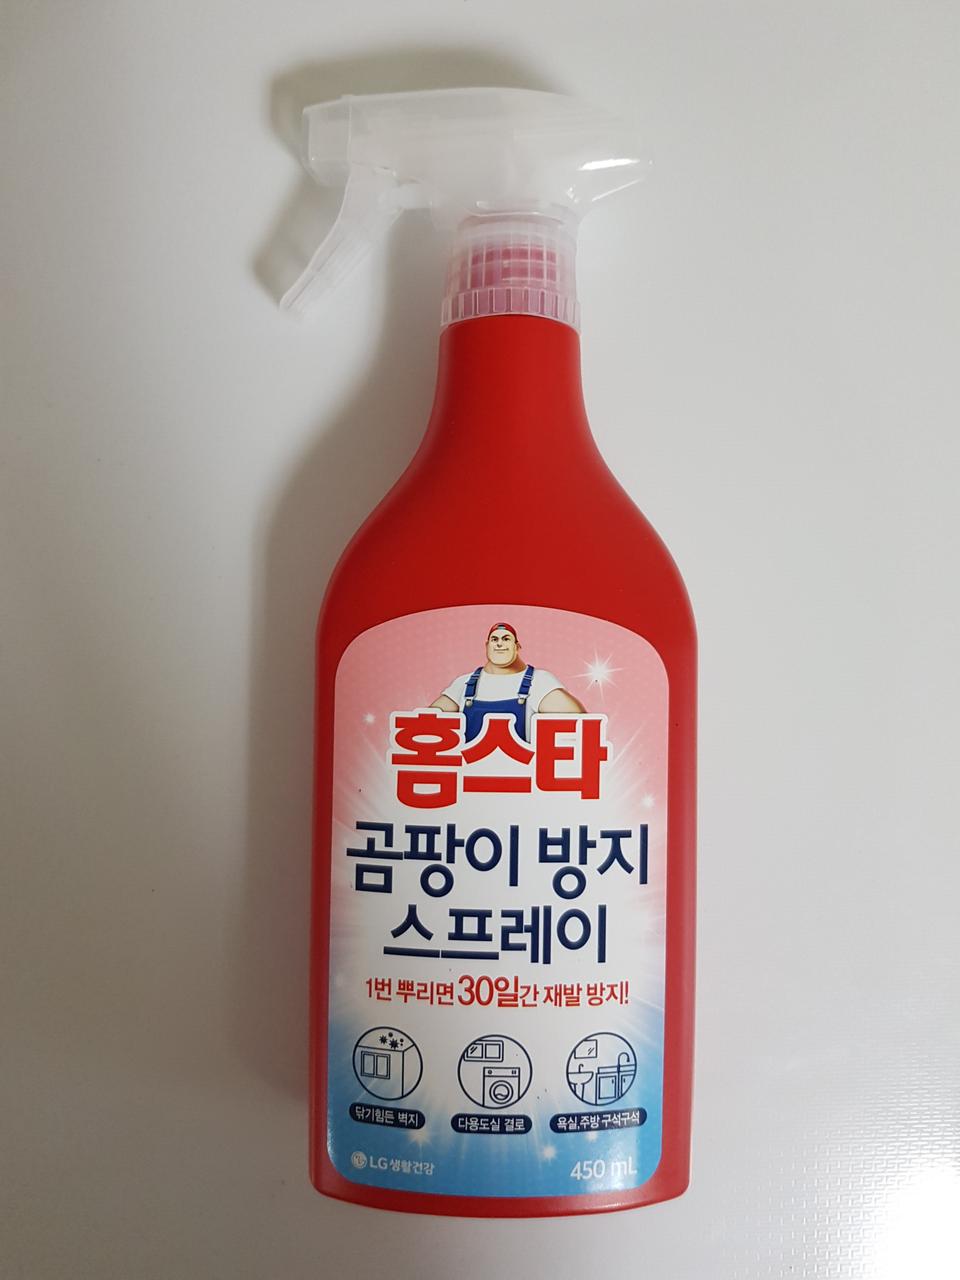 홈스타
곰팡이 방지
스프레이
1번 뿌리면 30일간 재발 방지!
닦기힘든 벽지
다용도실 결로
욕실,주방 구석구석
LG생활건강
450 mL